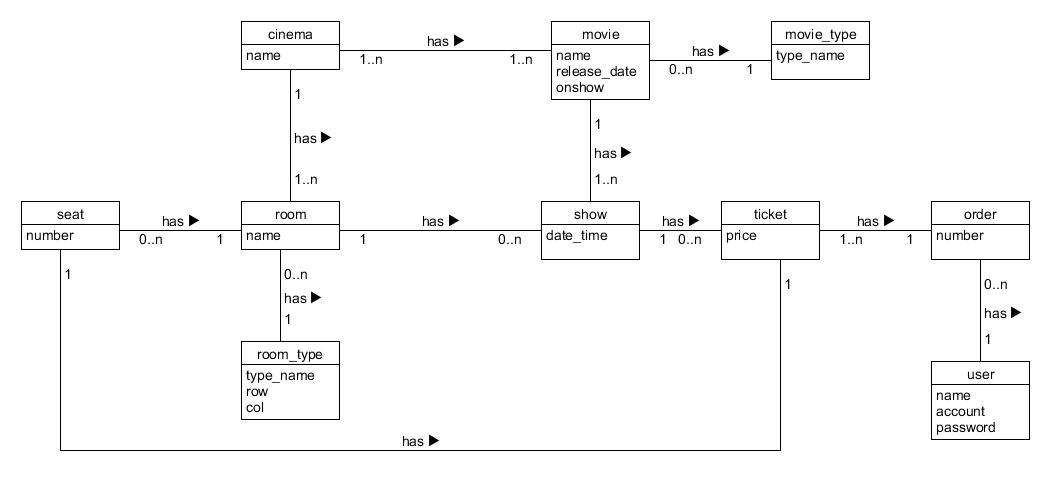 cinema
name
has ▶
1..n
1..n
movie
name
release_date
onshow
has ▶
0..n
1
movie_type
type_name
1
has ▶
1..n
1
has ▶
1..n
seat
number
has ▶
0..n
1
room
name
has ▶
1
0..n
show
date_time
has ▶
1
0..n
ticket
price
has ▶
1..n
1
order
number
1
0..n
has ▶
1
1
0..n
has ▶
1
room_type
type_name
row
col
user
name
account
password
has ▶